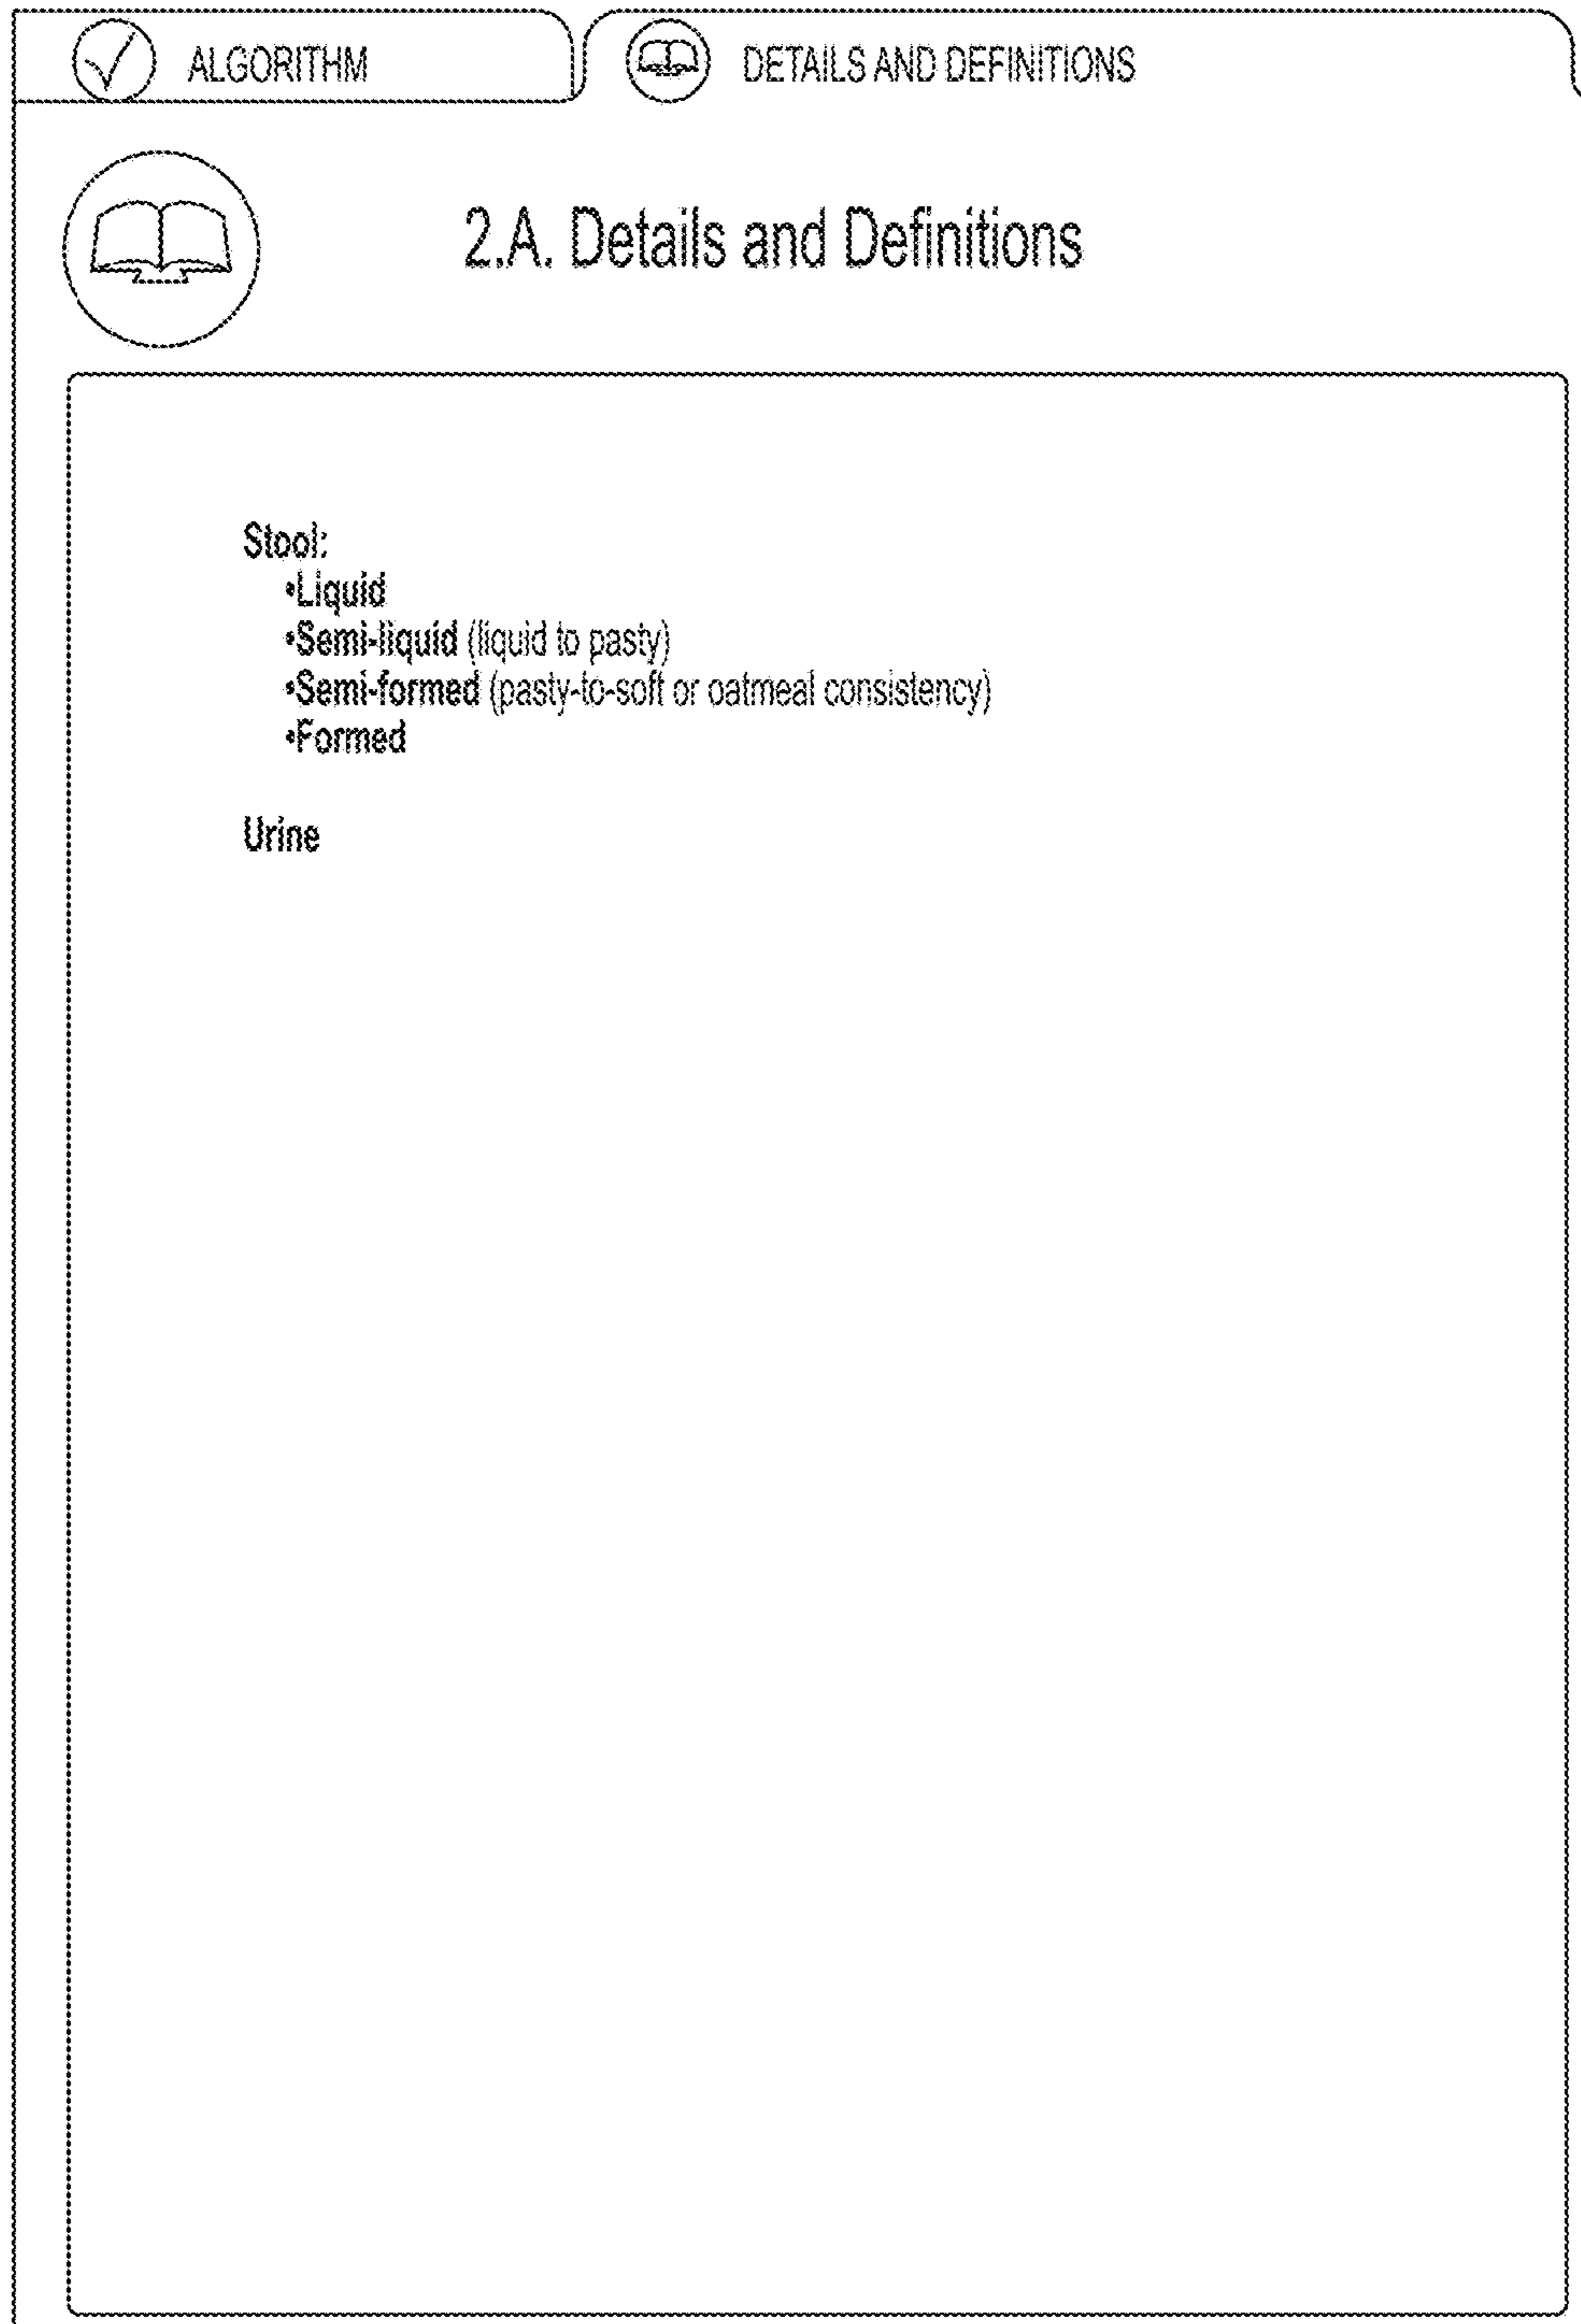 ALGORITHM
DETAILS AND DEFINITIONS
2.A. Details and Definitions
Stool:
•Liquid
•Semi-liquid (liquid to pasty)
•Semi-formed (pasty-to-soft or oatmeal consistency)
•Formed
Urine